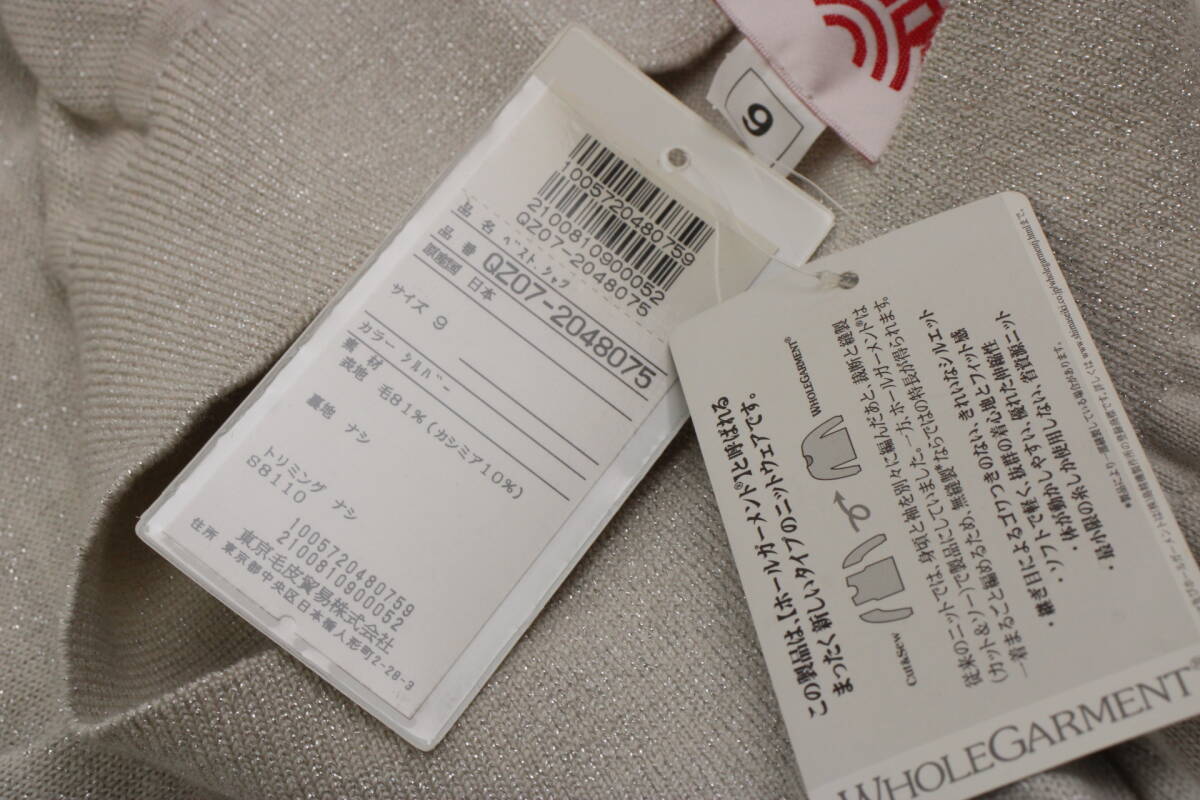 9
1005720480759
2100810900052
QZ07-2048075
品 名 ベスト.クャワ
品 番 QZ07-2048075
原産国 日本
サイズ 9
カラー シルバー
素 材
表地 毛81%(カシミア10%)
裏地 ナシ
トリミング ナシ
S8110
1005720480759
2100810900052
東京毛皮貿易株式会社
住所 東京都中央区日本橋人形町2-28-3
この製品は、【ホールガーメント®】と呼ばれる
まったく新しいタイプのニットウェアです。
Cut&Sew
WHOLEGARMENT®
従来のニットでは、身頃と袖を別々に編んだあと、裁断と縫製
(カット&ソー)で製品にしていました。一方、ホールガーメント®は
一着まるごと編めるため、無縫製®ならではの特長が得られます。
・縫き目によるゴワつきのない、きれいなシルエット
・ソフトで軽く、抜群の着心地とフィット感
・体が動かしやすい、優れた伸縮性
・最小限の糸しか使用しない、省資源ニット
WHOLEGARMENT